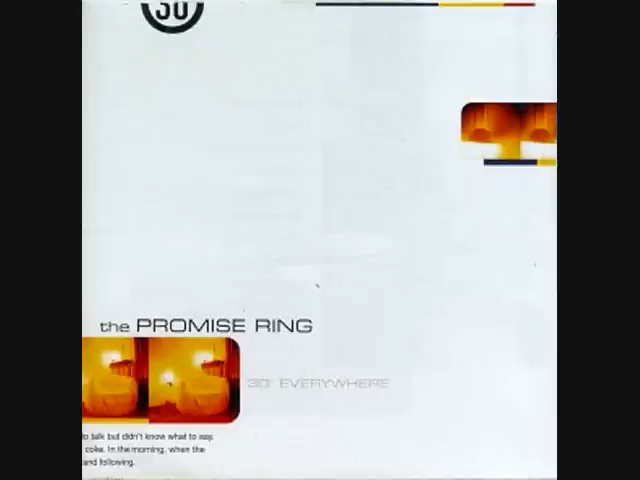 30
the PROMISE RING
30° EVERYWHERE
to talk but didn't know what to say.
coke. In the morning, when the
and following.